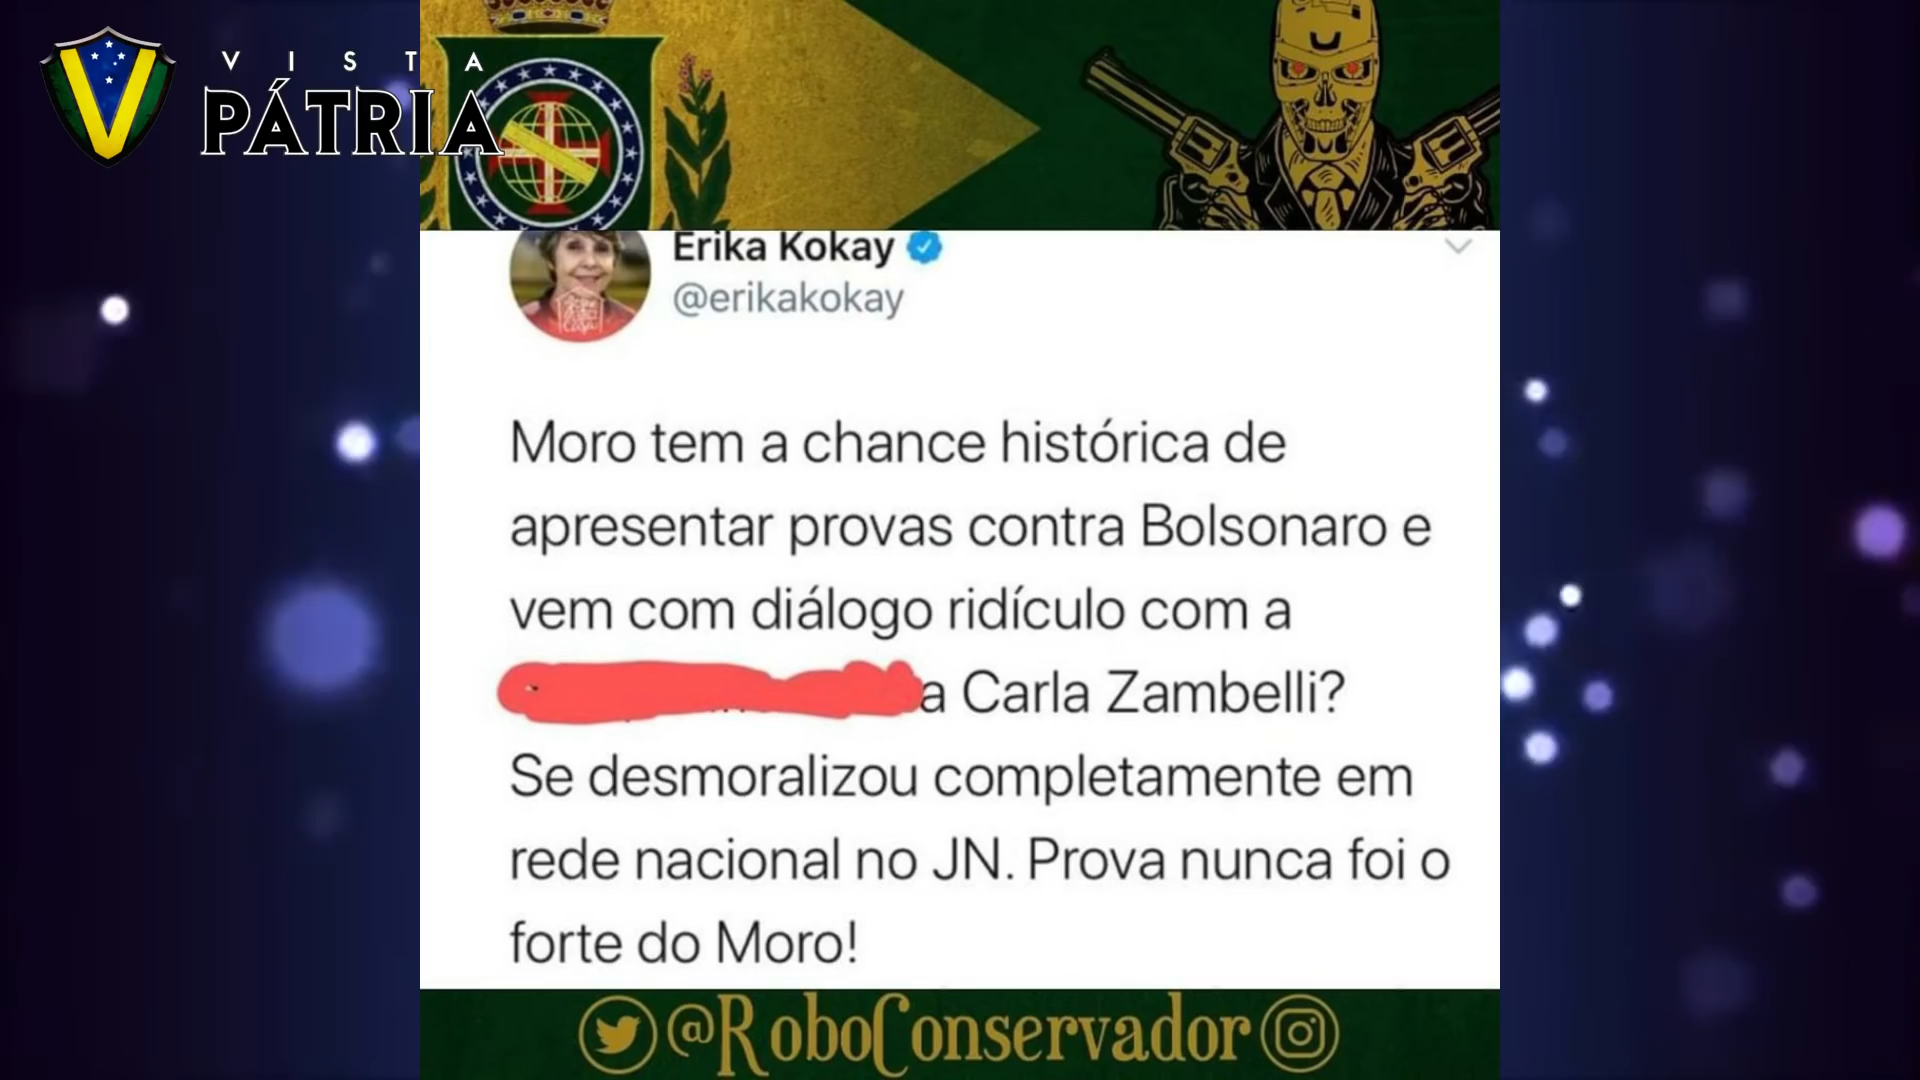 VISTA
PÁTRIA
Erika Kokay
@erikakokay
Moro tem a chance histórica de
apresentar provas contra Bolsonaro e
vem com diálogo ridículo com a
a Carla Zambelli?
Se desmoralizou completamente em
rede nacional no JN. Prova nunca foi o
forte do Moro!
@RoboConservador